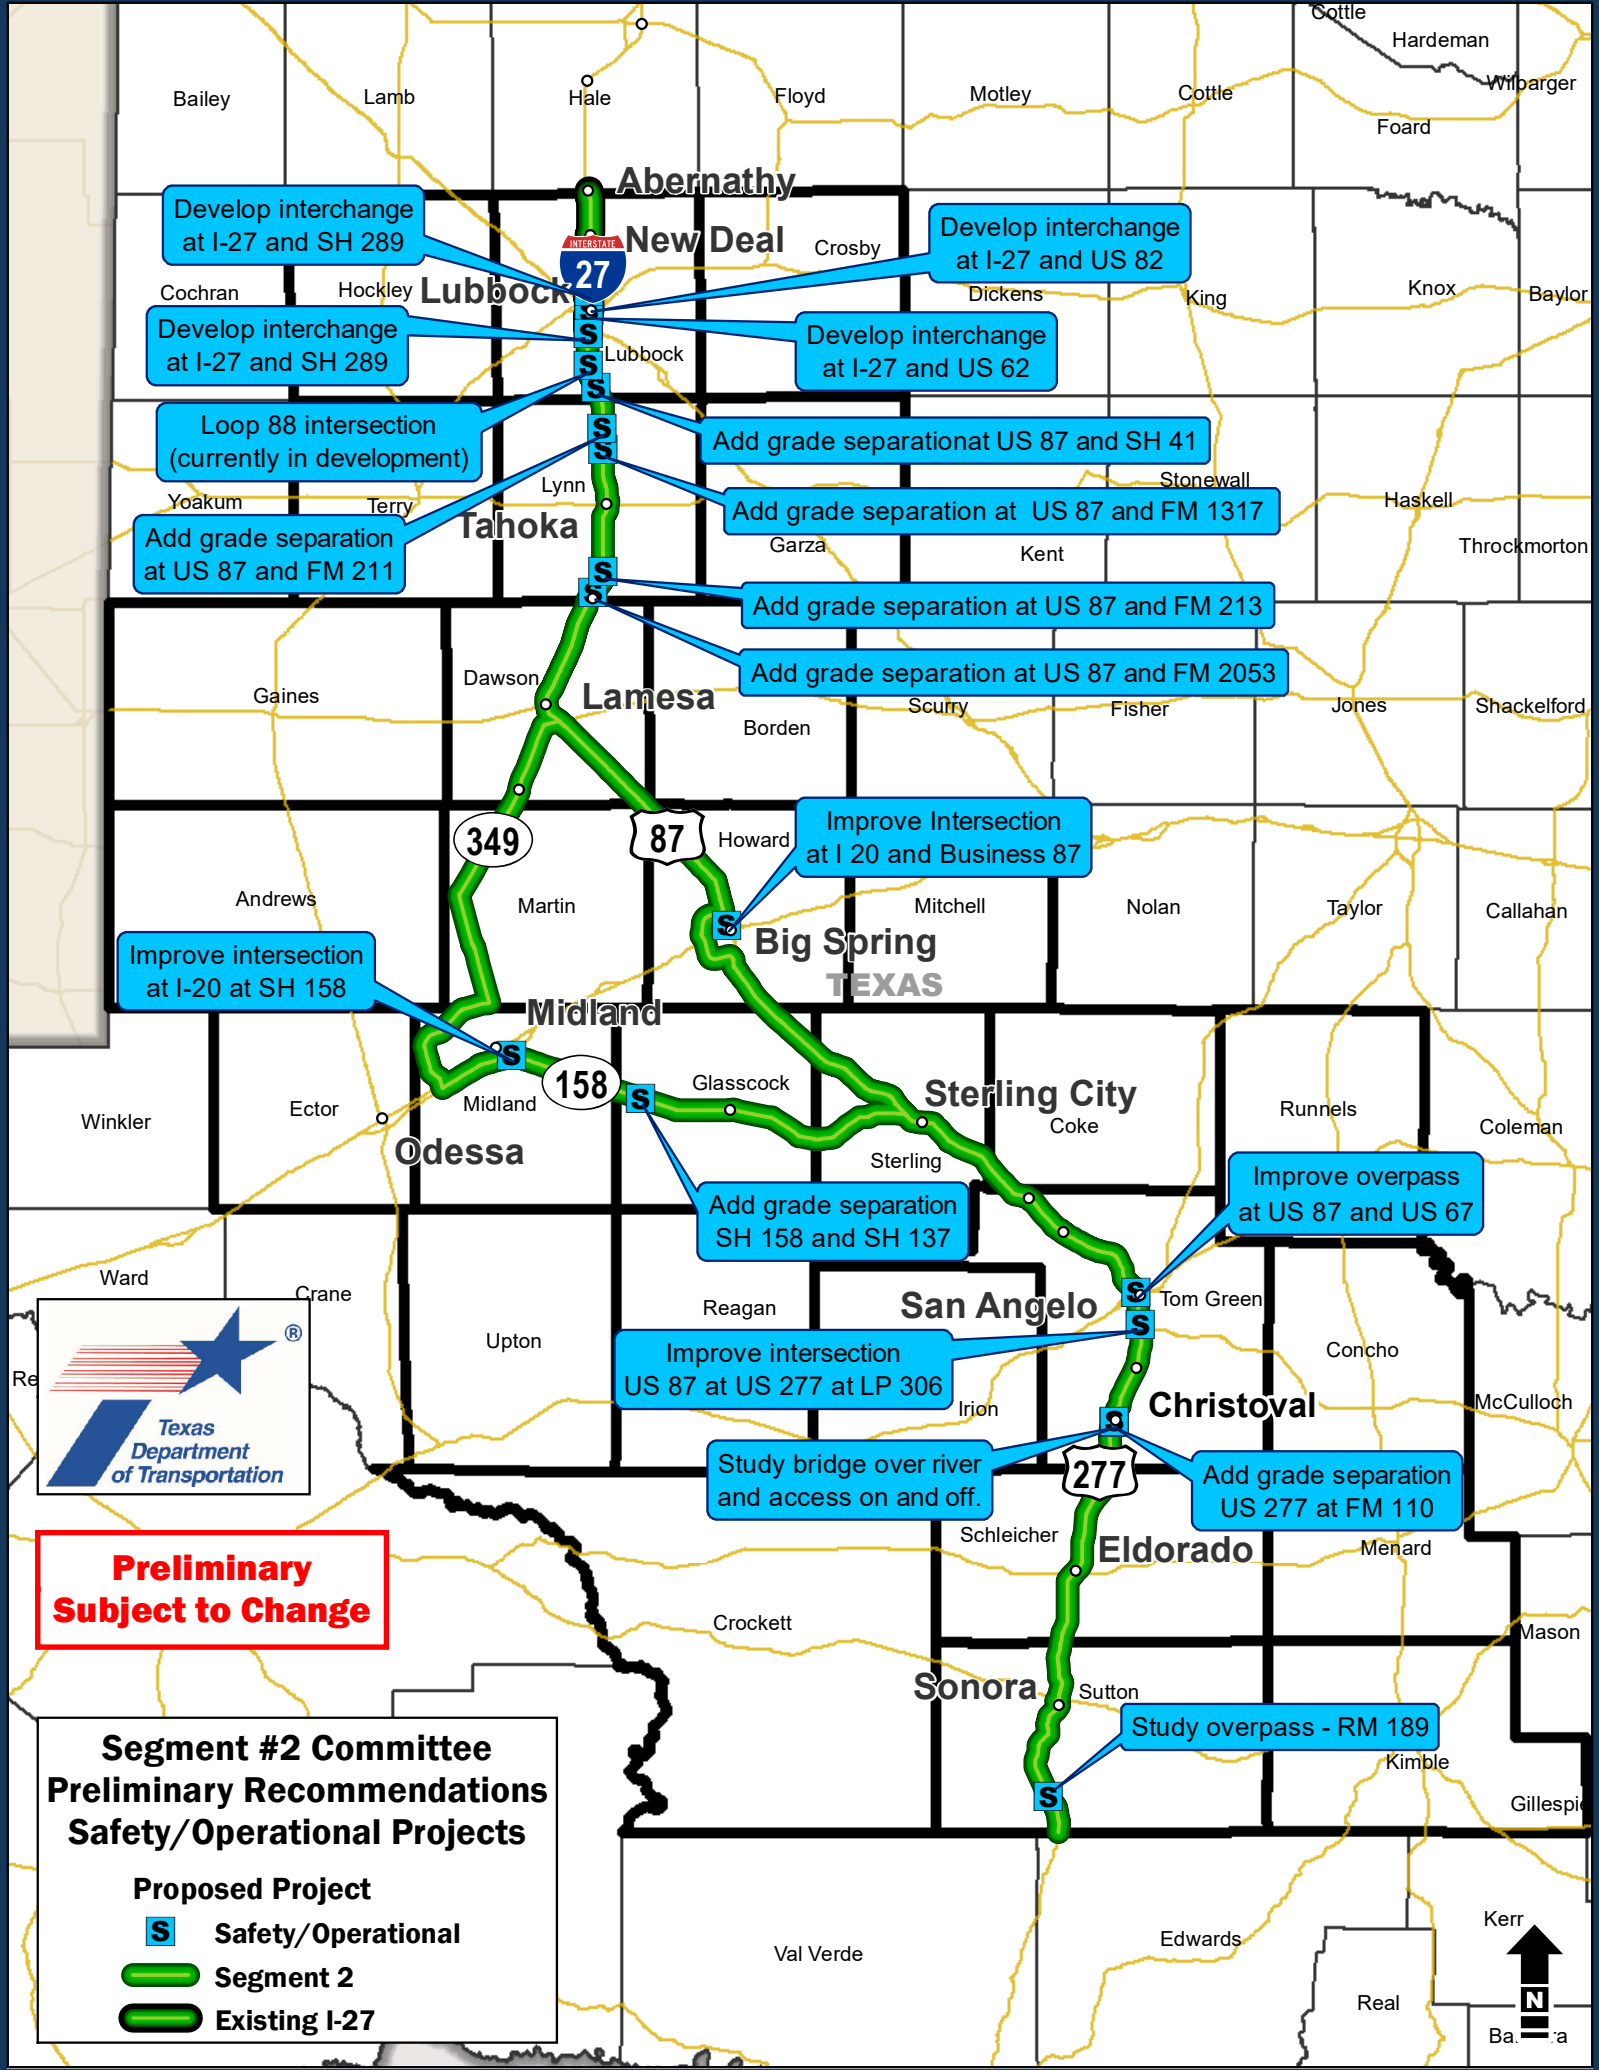 Cottle
Hardeman
Bailey
Lamb
Hale
Floyd
Motley
Cottle
Wilbarger
Foard
Abernathy
Develop interchange
at I-27 and SH 289
New Deal
Crosby
Develop interchange
at I-27 and US 82
INTERSTATE
27
Cochran
Hockley
Lubbock
Dickens
King
Knox
Baylor
Develop interchange
at I-27 and SH 289
S
S
Lubbock
Develop interchange
at I-27 and US 62
S
S
Loop 88 intersection
(currently in development)
Add grade separationat US 87 and SH 41
S
S
Yoakum
Terry
Lynn
Stonewall
Haskell
Add grade separation at  US 87 and FM 1317
Tahoka
Add grade separation
at US 87 and FM 211
Garza
Kent
Throckmorton
S
S
Add grade separation at US 87 and FM 213
Add grade separation at US 87 and FM 2053
Gaines
Dawson
Lamesa
Borden
Scurry
Fisher
Jones
Shackelford
349
87
Howard
Improve Intersection
at I 20 and Business 87
Andrews
Martin
Mitchell
Nolan
Taylor
Callahan
S
Big Spring
TEXAS
Improve intersection
at I-20 at SH 158
Midland
S
158
S
Glasscock
Sterling City
Winkler
Ector
Midland
Coke
Runnels
Coleman
Odessa
Sterling
Improve overpass
at US 87 and US 67
Add grade separation
SH 158 and SH 137
Ward
Crane
Reagan
San Angelo
S
Tom Green
S
Upton
Improve intersection
US 87 at US 277 at LP 306
Concho
Re
®
Texas
Department
of Transportation
Irion
S
Christoval
McCulloch
Study bridge over river
and access on and off.
277
Add grade separation
US 277 at FM 110
Schleicher
Eldorado
Menard
Preliminary
Subject to Change
Crockett
Mason
Sonora
Sutton
Study overpass - RM 189
Kimble
S
Gillespie
Segment #2 Committee
Preliminary Recommendations
Safety/Operational Projects
Proposed Project
S
Safety/Operational
Segment 2
Existing I-27
Val Verde
Edwards
Kerr
Real
N